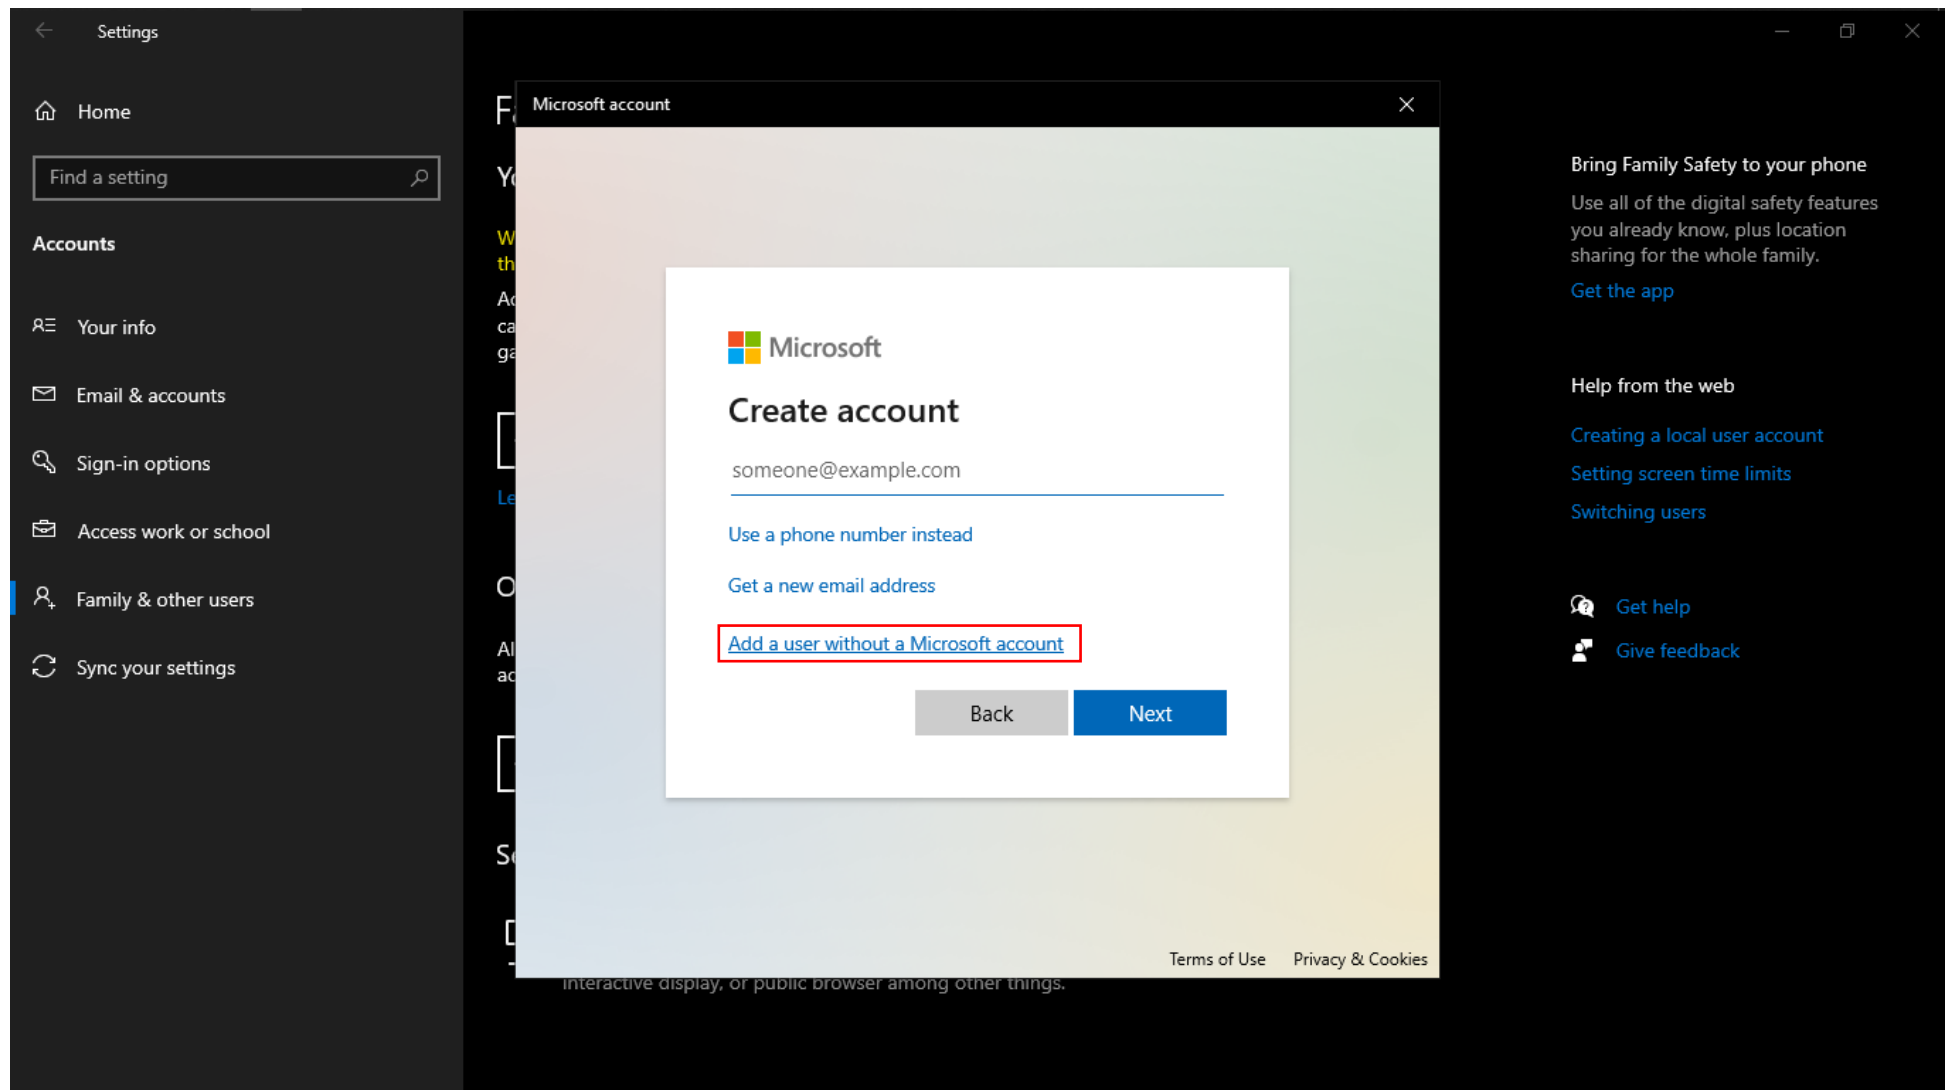 Settings
Home
Find a setting
Accounts
Your info
Email & accounts
Sign-in options
Access work or school
Family & other users
Sync your settings
Microsoft account
Microsoft
Create account
someone@example.com
Use a phone number instead
Get a new email address
Add a user without a Microsoft account
Back
Next
Terms of Use
Privacy & Cookies
interactive display, or public browser among other things.
Bring Family Safety to your phone
Use all of the digital safety features
you already know, plus location
sharing for the whole family.
Get the app
Help from the web
Creating a local user account
Setting screen time limits
Switching users
Get help
Give feedback